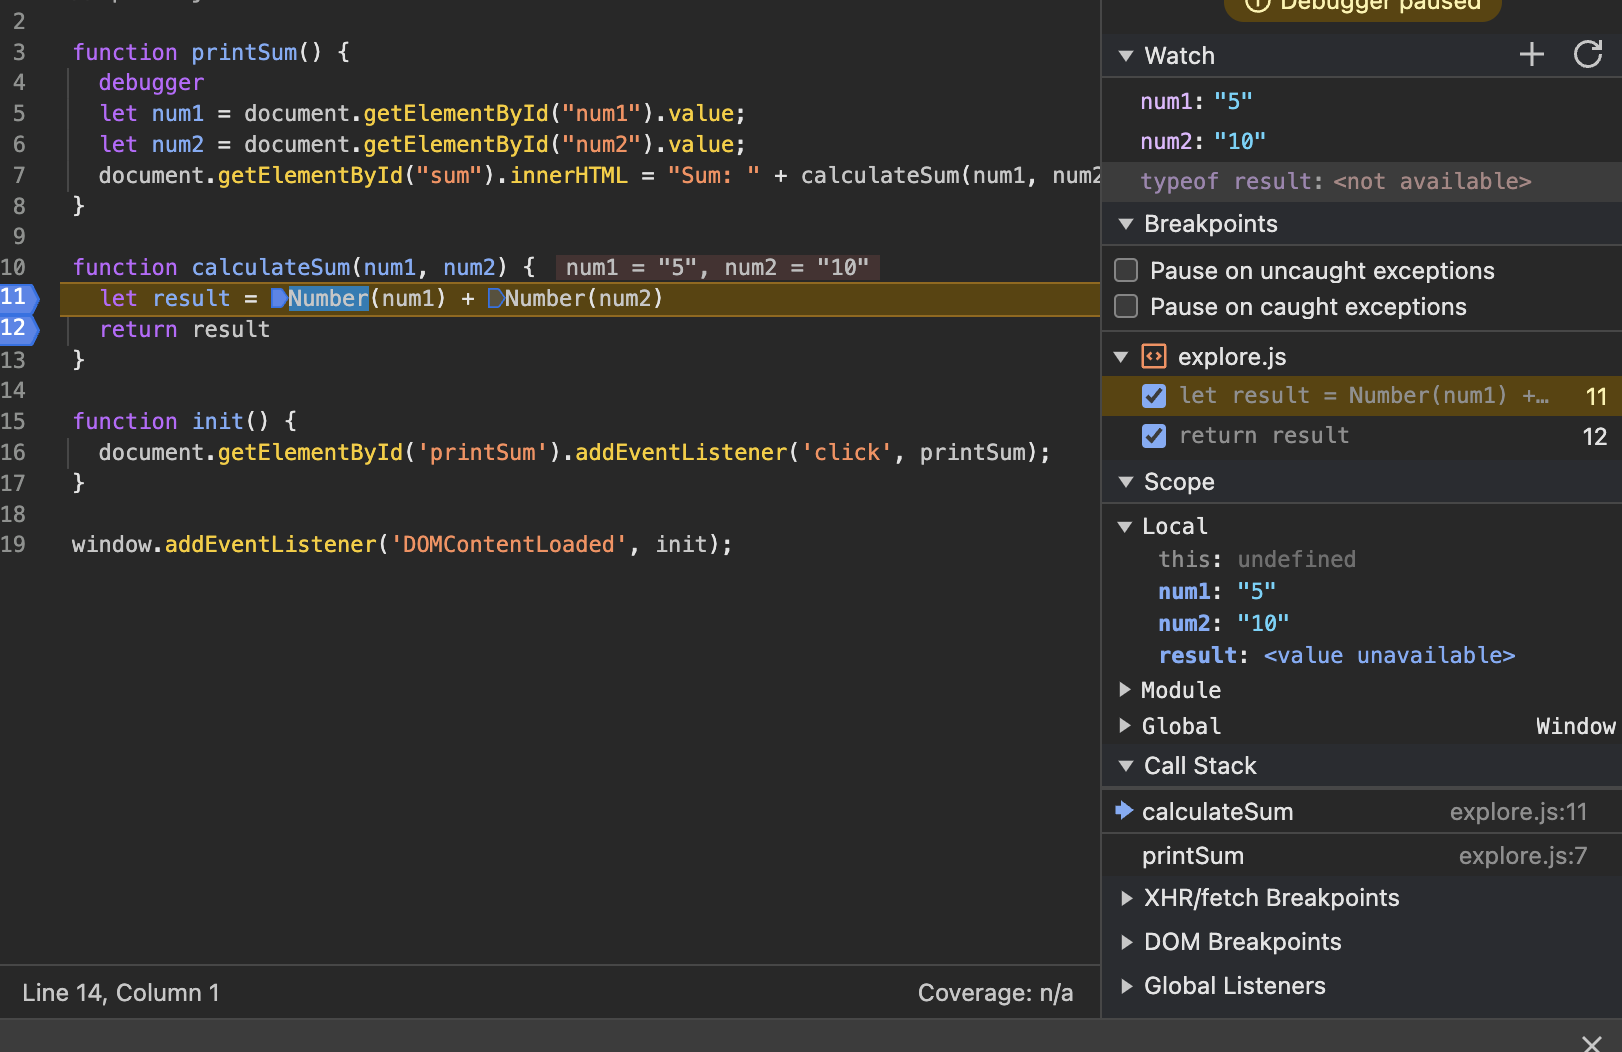 2
3 function printSum() {
4 debugger
5 let num1 = document.getElementById("num1").value;
6 let num2 = document.getElementById("num2").value;
7 document.getElementById("sum").innerHTML = "Sum: " + calculateSum(num1, num2
8 }
9
10 function calculateSum(num1, num2) { num1 = "5", num2 = "10"
11 let result = Number(num1) + Number(num2)
12 return result
13 }
14
15 function init() {
16 document.getElementById('printSum').addEventListener('click', printSum);
17 }
18
19 window.addEventListener('DOMContentLoaded', init);
Line 14, Column 1
Coverage: n/a
Debugger paused
Watch
num1: "5"
num2: "10"
typeof result: <not available>
Breakpoints
Pause on uncaught exceptions
Pause on caught exceptions
explore.js
let result = Number(num1) +… 11
return result 12
Scope
Local
this: undefined
num1: "5"
num2: "10"
result: <value unavailable>
Module
Global Window
Call Stack
calculateSum explore.js:11
printSum explore.js:7
XHR/fetch Breakpoints
DOM Breakpoints
Global Listeners